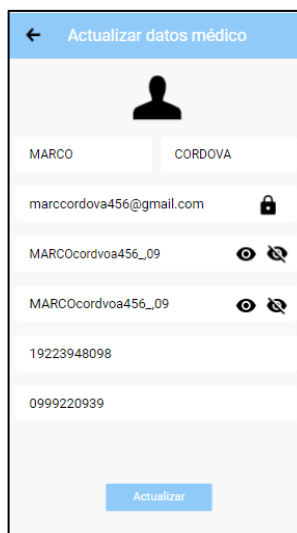 Actualizar datos médico
MARCO CORDOVA
marccordova456@gmail.com
MARCOcordvoa456_,09
MARCOcordvoa456_,09
19223948098
0999220939
Actualizar